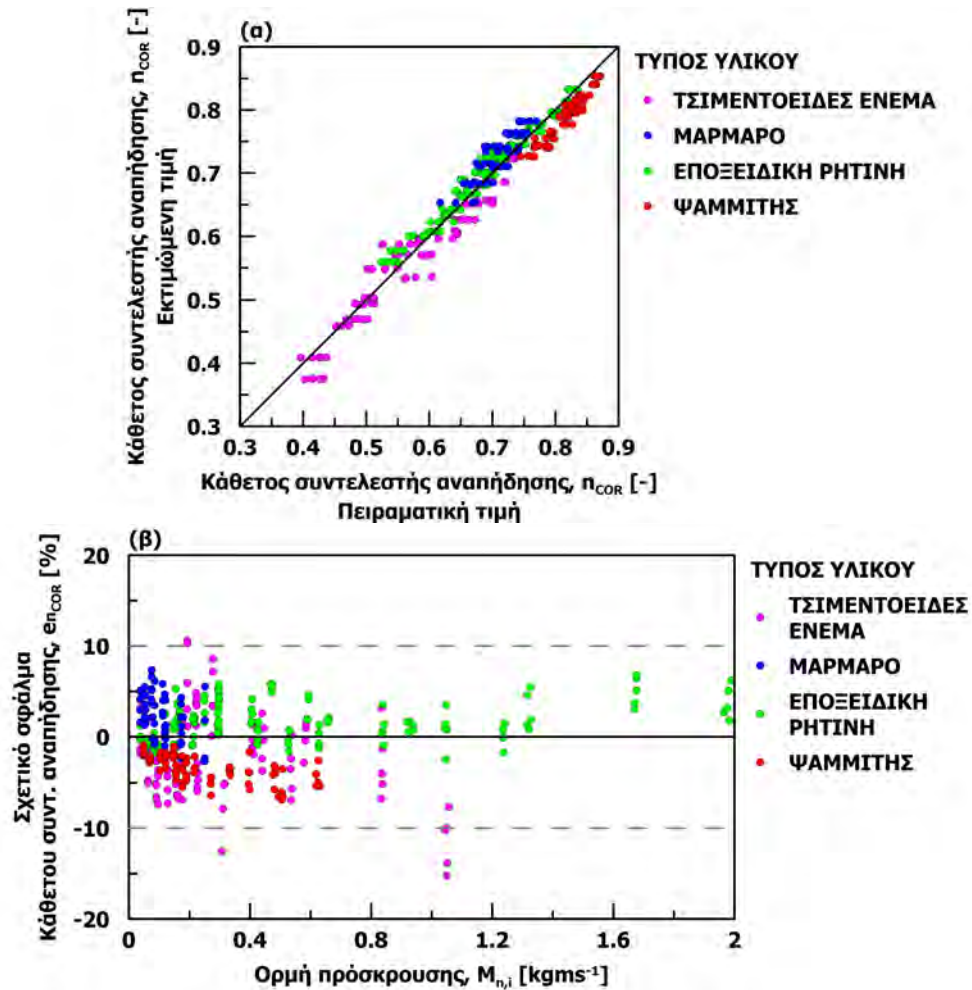 (α)
0.9
0.8
0.7
0.6
0.5
0.4
0.3
Κάθετος συντελεστής αναπήδησης, nCOR [-]
Εκτιμώμενη τιμή
0.3 0.4 0.5 0.6 0.7 0.8 0.9
Κάθετος συντελεστής αναπήδησης, nCOR [-]
Πειραματική τιμή
ΤΥΠΟΣ ΥΛΙΚΟΥ
ΤΣΙΜΕΝΤΟΕΙΔΕΣ ΕΝΕΜΑ
ΜΑΡΜΑΡΟ
ΕΠΟΞΕΙΔΙΚΗ ΡΗΤΙΝΗ
ΨΑΜΜΙΤΗΣ
(β)
20
10
0
-10
-20
Σχετικό σφάλμα
Κάθετου συντ. αναπήδησης, enCOR [%]
0 0.4 0.8 1.2 1.6 2
Ορμή πρόσκρουσης, Mn,i [kgms-1]
ΤΥΠΟΣ ΥΛΙΚΟΥ
ΤΣΙΜΕΝΤΟΕΙΔΕΣ
ΕΝΕΜΑ
ΜΑΡΜΑΡΟ
ΕΠΟΞΕΙΔΙΚΗ
ΡΗΤΙΝΗ
ΨΑΜΜΙΤΗΣ